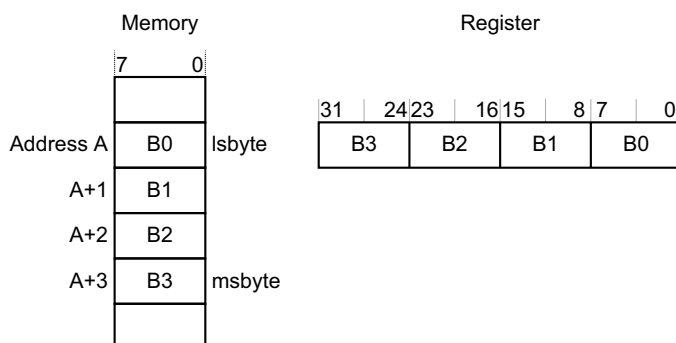 Memory Register
7 0
31 24 23 16 15 8 7 0
Address A B0 lsbyte B3 B2 B1 B0
A+1 B1
A+2 B2
A+3 B3 msbyte